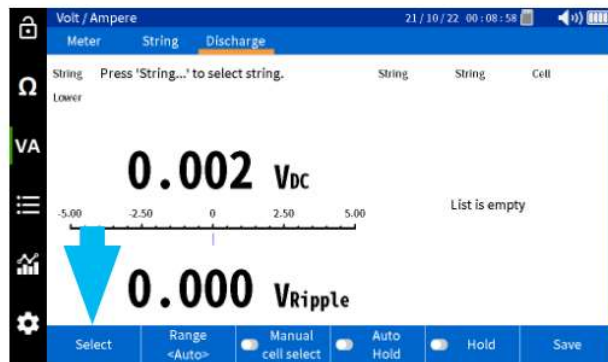 Volt / Ampere 21 / 10 / 22 00 : 08 : 58
Meter String Discharge
String Press 'String...' to select string. String String Cell
Lower
Ω
VA
0.002 VDC
-5.00 -2.50 0 2.50 5.00
List is empty
0.000 VRipple
Select Range <Auto> Manual cell select Auto Hold Hold Save